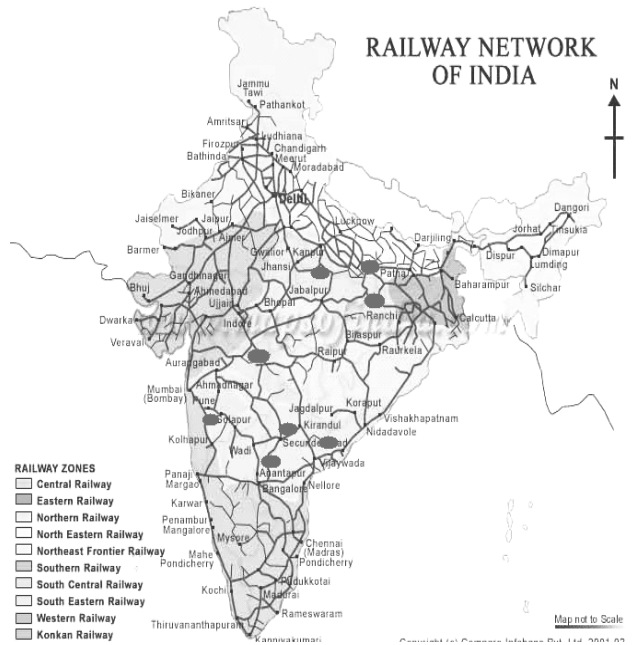 RAILWAY NETWORK
OF INDIA
N
Jammu
Tawi
Pathankot
Amritsar
Ludhiana
Firozpur
Chandigarh
Bathinda
Meerut
Moradabad
Bikaner
Delhi
Jaiselmer
Jaipur
Lucknow
Jodhpur
Ajmer
Darjiling
Dangori
Jorhat
Tinsukia
Barmer
Gwalior
Kanpur
Dispur
Dimapur
Lumding
Jhansi
Patna
Gandhinagar
Baharampur
Silchar
Bhuj
Ahmedabad
Jabalpur
Ujjain
Bhopal
Ranchi
Calcutta
Dwarka
Indore
Bilaspur
Veraval
Raipur
Raurkela
Aurangabad
Ahmadnagar
Mumbai
(Bombay)
Pune
Koraput
Jagdalpur
Vishakhapatnam
Solapur
Kirandul
Nidadavole
Kolhapur
Wadi
Vijaywada
Panaji
Margao
Anantapur
Bangalore
Nellore
Karwar
Penambur
Mangalore
Mysore
Chennai
(Madras)
Mahe
Pondicherry
Pondicherry
Kochi
Pudukkotai
Madurai
Rameswaram
Thiruvananthapuram
Kanniyakumari
RAILWAY ZONES
Central Railway
Eastern Railway
Northern Railway
North Eastern Railway
Northeast Frontier Railway
Southern Railway
South Central Railway
South Eastern Railway
Western Railway
Konkan Railway
Map not to Scale